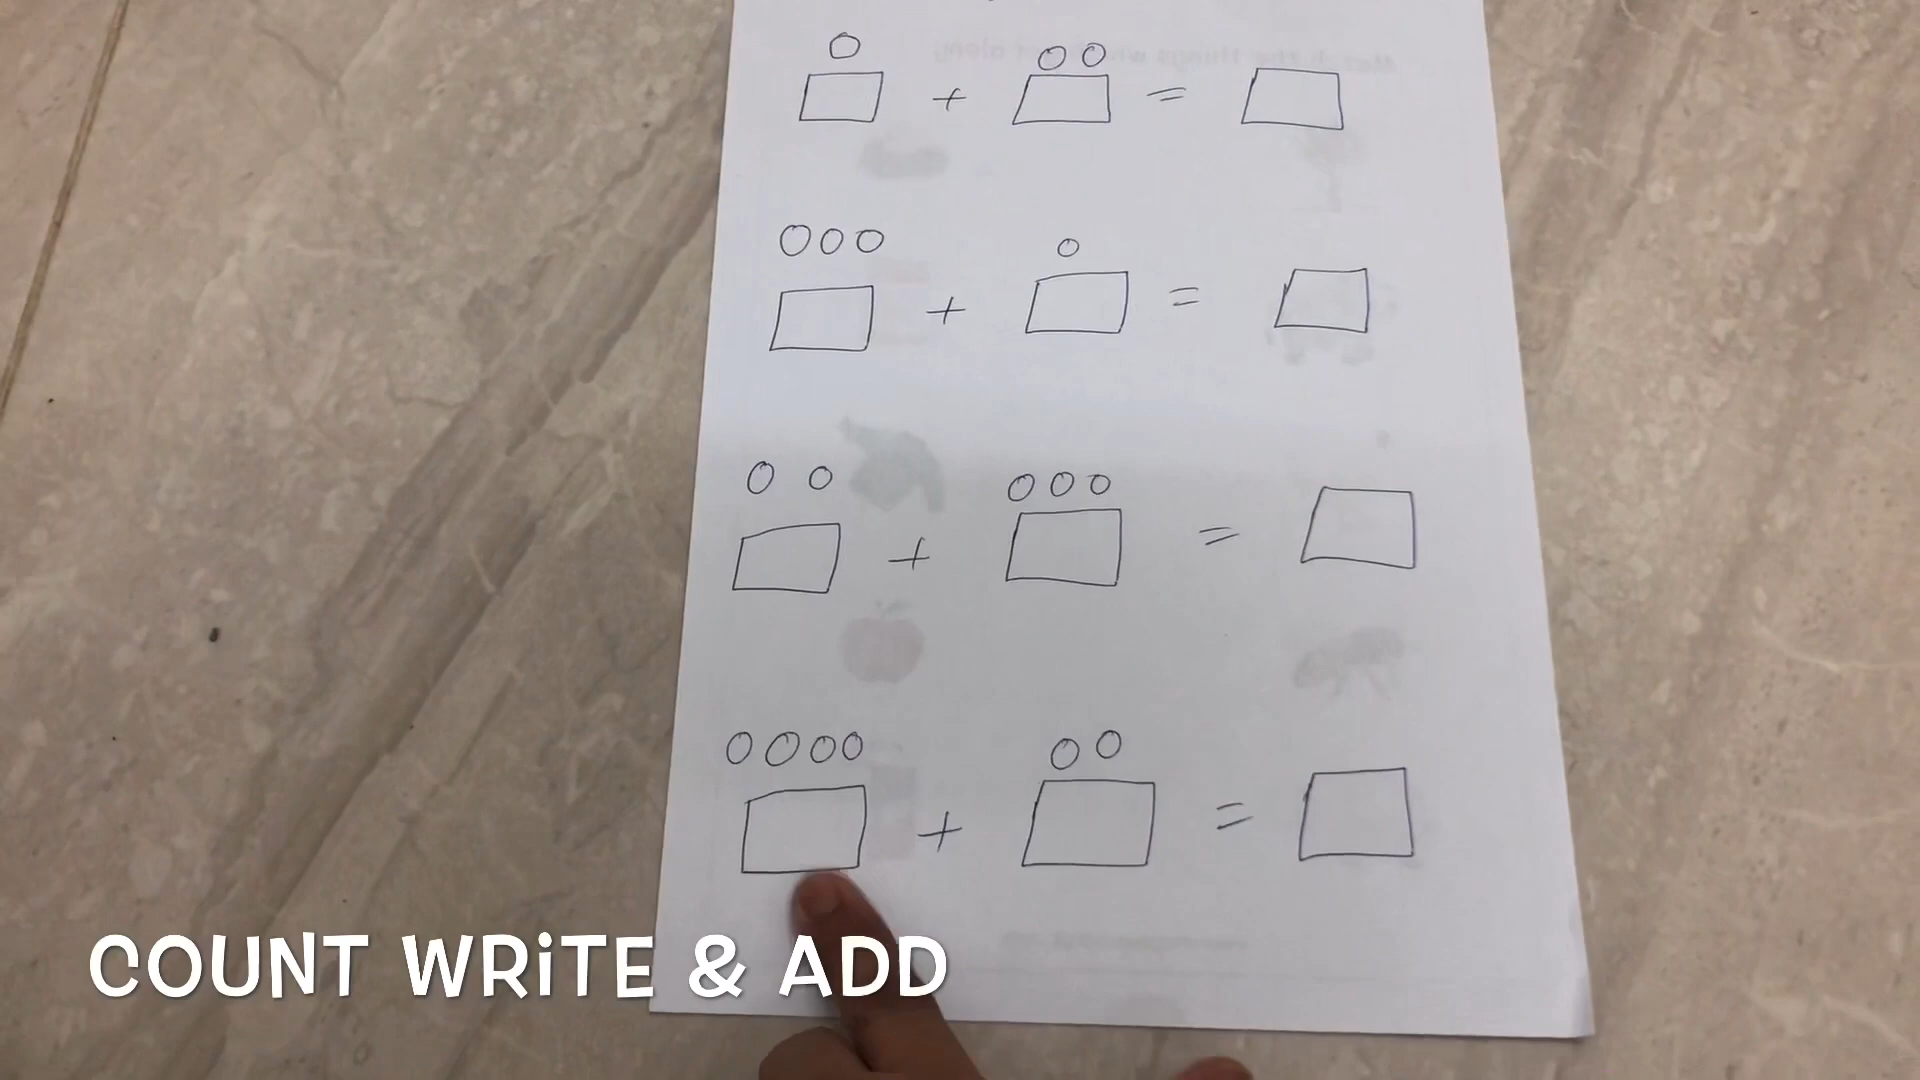 + =
+ =
+ =
+ =
COUNT WRiTE & ADD